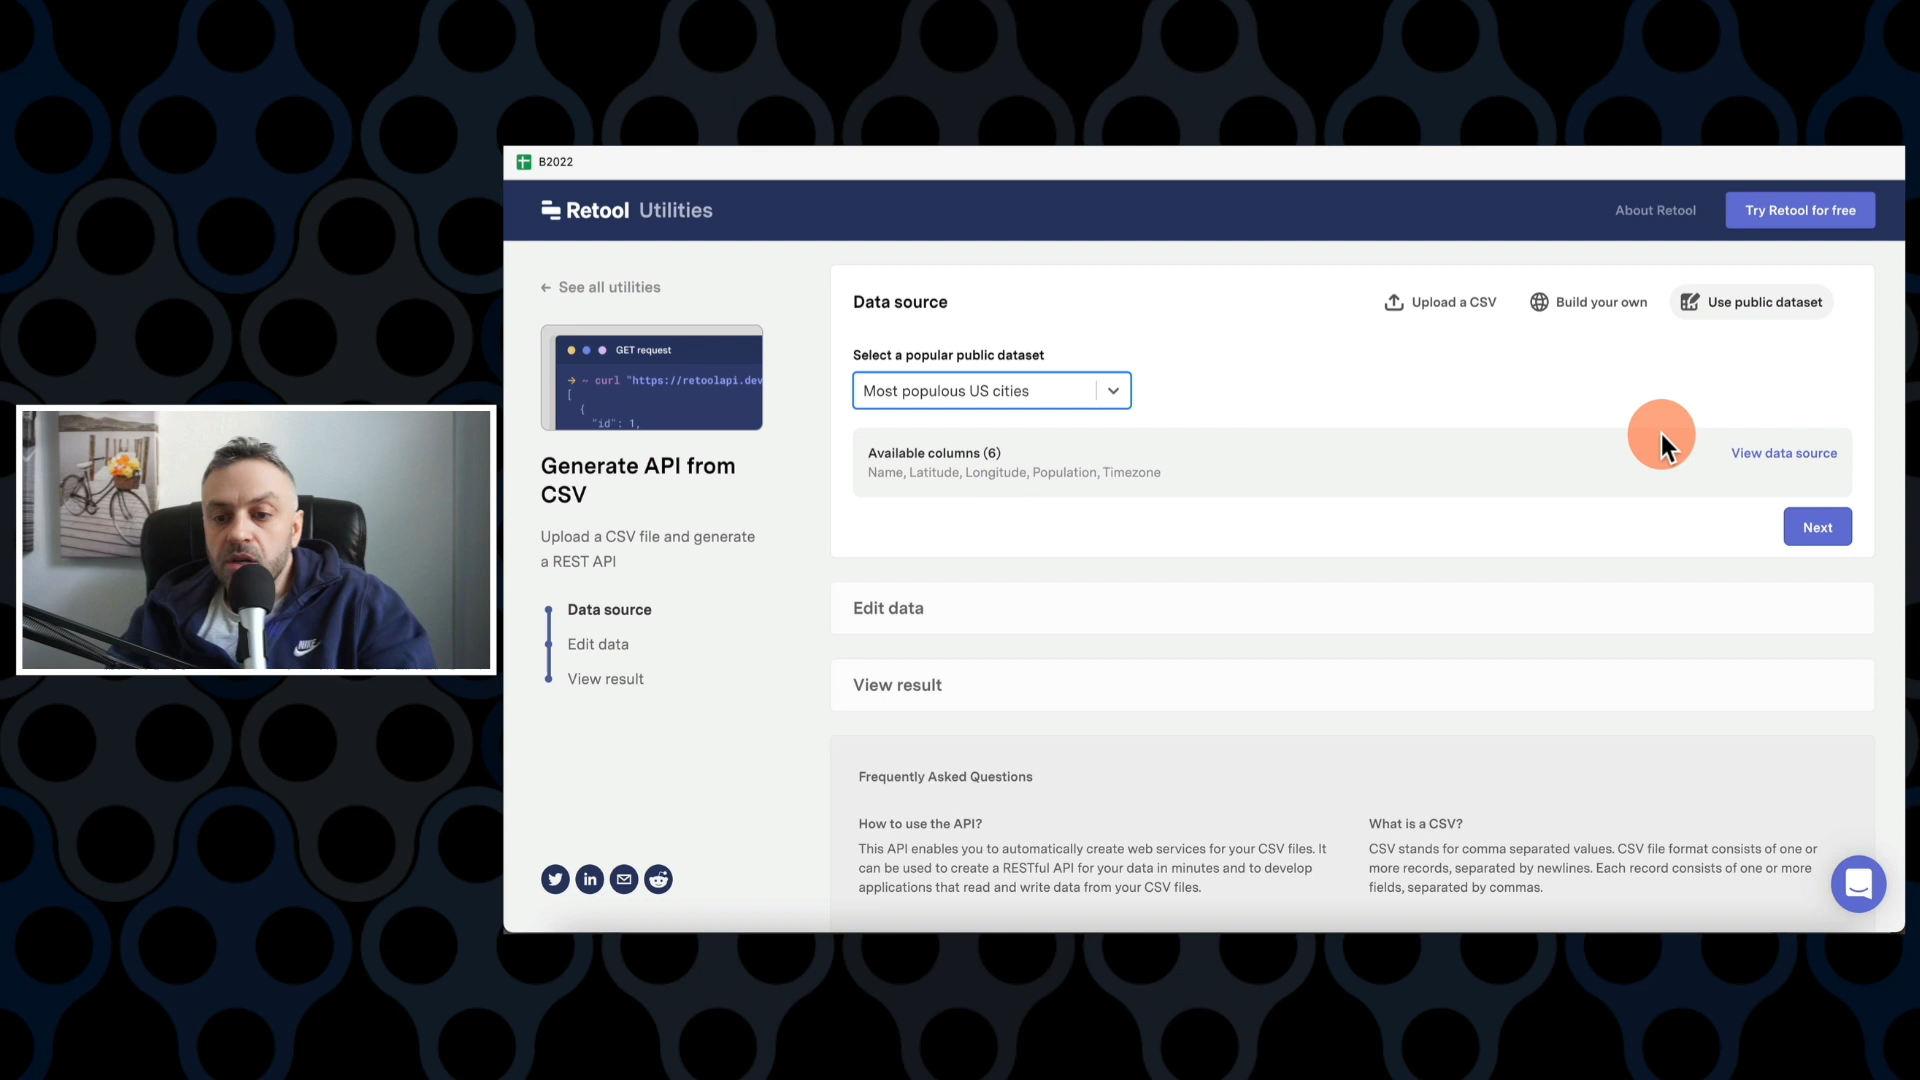 B2022
Retool Utilities
About Retool
Try Retool for free
← See all utilities
GET request
→ ~ curl "https://retoolapi.dev
[
{
"id": 1,
Generate API from
CSV
Upload a CSV file and generate
a REST API
Data source
Edit data
View result
Data source
Upload a CSV
Build your own
Use public dataset
Select a popular public dataset
Most populous US cities
Available columns (6)
Name, Latitude, Longitude, Population, Timezone
View data source
Next
Edit data
View result
Frequently Asked Questions
How to use the API?
This API enables you to automatically create web services for your CSV files. It
can be used to create a RESTful API for your data in minutes and to develop
applications that read and write data from your CSV files.
What is a CSV?
CSV stands for comma separated values. CSV file format consists of one or
more records, separated by newlines. Each record consists of one or more
fields, separated by commas.
in
NIKE